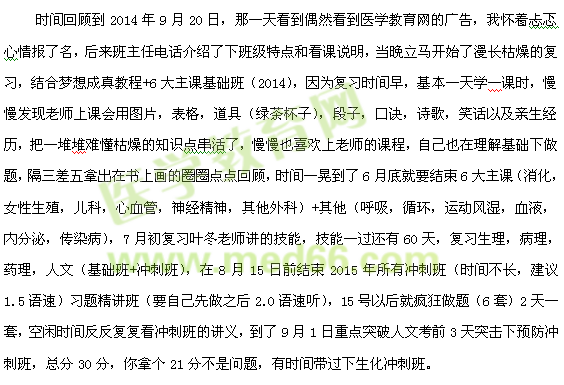 时间回顾到 2014 年 9 月 20 日，那一天看到偶然看到医学教育网的广告，我怀着忐忑
心情报了名，后来班主任电话介绍了下班级特点和看课说明，当晚立马开始了漫长枯燥的复
习，结合梦想成真教程+6 大主课基础班（2014），因为复习时间早，基本一天学一课时，慢
慢发现老师上课会用图片，表格，道具（绿茶杯子），段子，口诀，诗歌，笑话以及亲生经
历，把一堆堆难懂枯燥的知识点串活了，慢慢也喜欢上老师的课程，自己也在理解基础下做
题，隔三差五拿出在书上画的圈圈点点回顾，时间一晃到了 6 月底就要结束 6 大主课（消化，
女性生殖，儿科，心血管，神经精神，其他外科）+其他（呼吸，循环，运动风湿，血液，
内分泌，传染病），7 月初复习叶冬老师讲的技能，技能一过还有 60 天，复习生理，病理，
药理，人文（基础班+冲刺班），在 8 月 15 日前结束 2015 年所有冲刺班（时间不长，建议
1.5 语速）习题精讲班（要自己先做之后 2.0 语速听），15 号以后就疯狂做题（6 套）2 天一
套，空闲时间反反复复看冲刺班的讲义，到了 9 月 1 日重点突破人文考前 3 天突击下预防冲
刺班，总分 30 分，你拿个 21 分不是问题，有时间带过下生化冲刺班。
医学教育网
www.med66.com